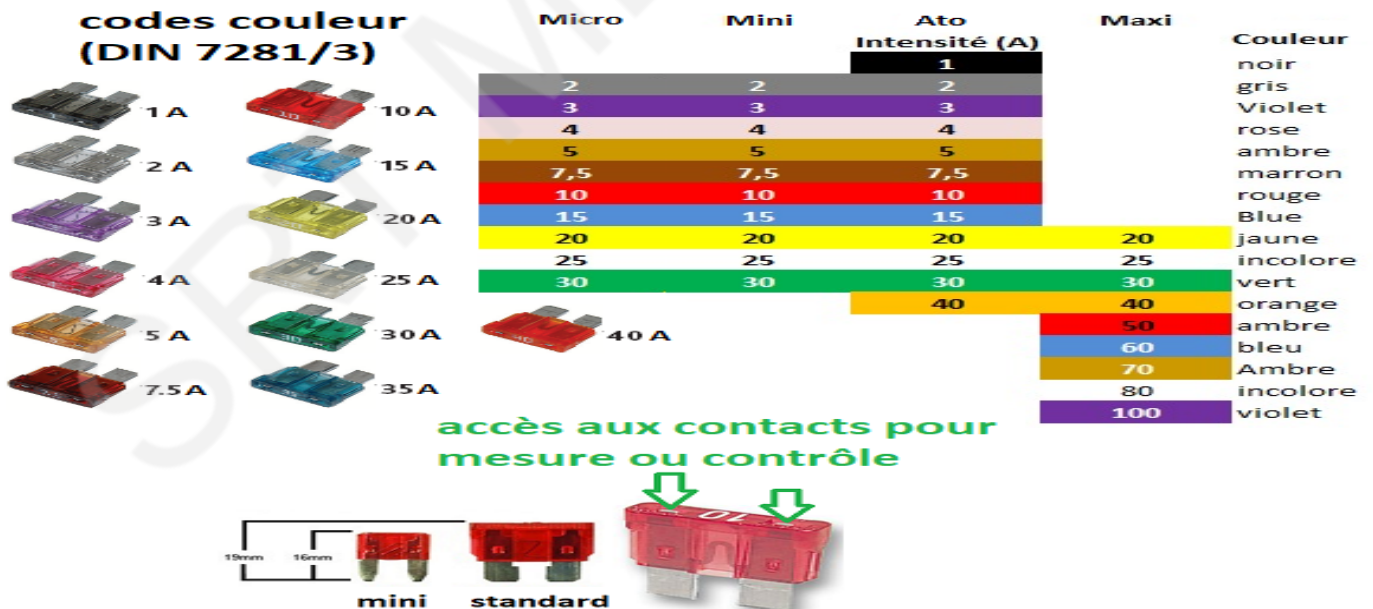 codes couleur
(DIN 7281/3)
1 A
10 A
2 A
15 A
3 A
20 A
4 A
25 A
5 A
30 A
7.5 A
35 A
40 A
Micro Mini Ato Maxi
Intensité (A) Couleur
1 noir
2 2 2 gris
3 3 3 Violet
4 4 4 rose
5 5 5 ambre
7,5 7,5 7,5 marron
10 10 10 rouge
15 15 15 Blue
20 20 20 20 jaune
25 25 25 25 incolore
30 30 30 30 vert
40 40 orange
50 ambre
60 bleu
70 Ambre
80 incolore
100 violet
accès aux contacts pour
mesure ou contrôle
19mm 16mm
10
mini standard